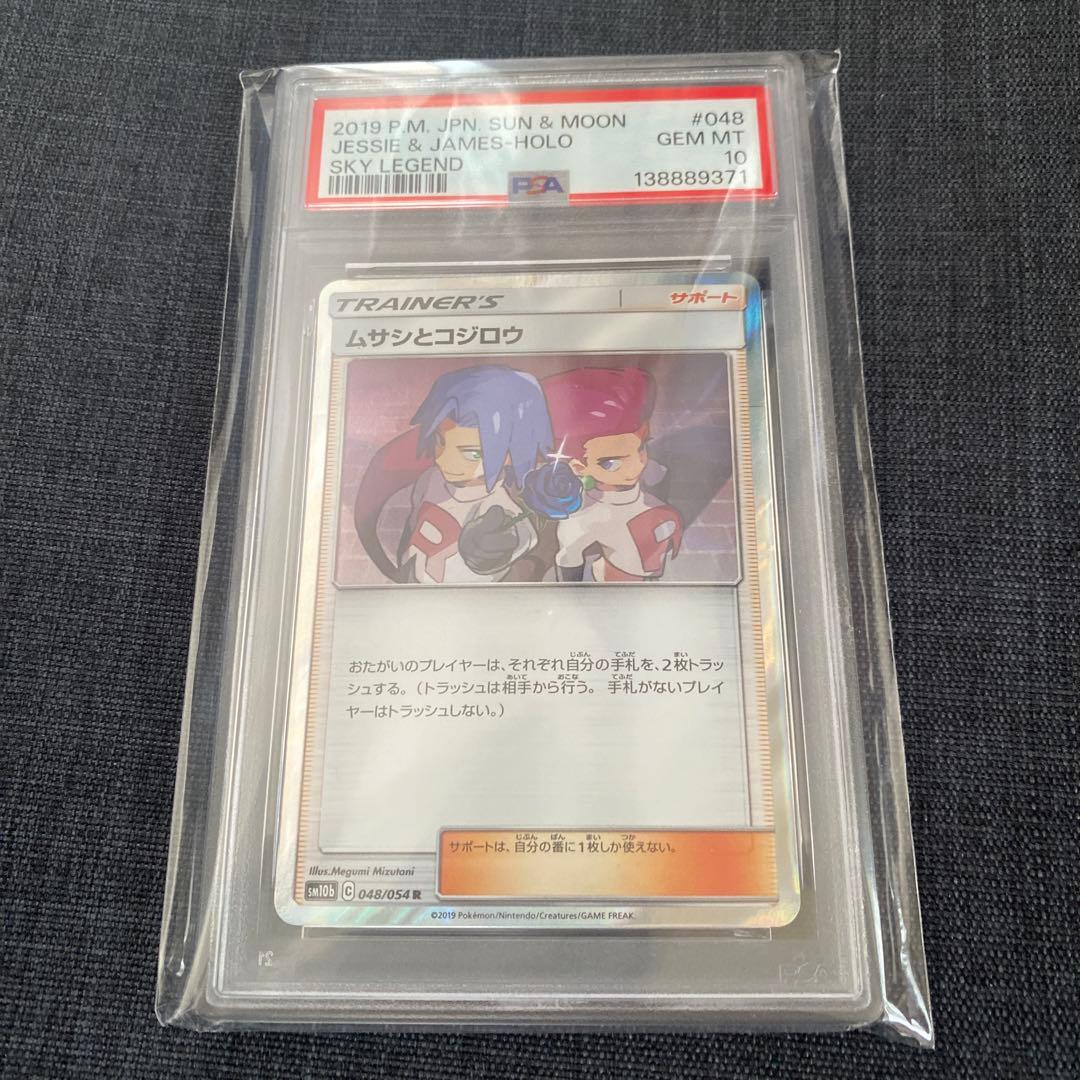 2019 P.M. JPN. SUN & MOON #048
JESSIE & JAMES-HOLO GEM MT
SKY LEGEND 10
PSA 138889371
TRAINER'S サポート
ムサシとコジロウ
R R
おたがいのプレイヤーは、それぞれ自分の手札を、2枚トラッ
シュする。(トラッシュは相手から行う。手札がないプレイ
ヤーはトラッシュしない。)
サポートは、自分の番に1枚しか使えない。
Illus.Megumi Mizutani
SM10b C 048/054 R
©2019 Pokémon/Nintendo/Creatures/GAME FREAK.